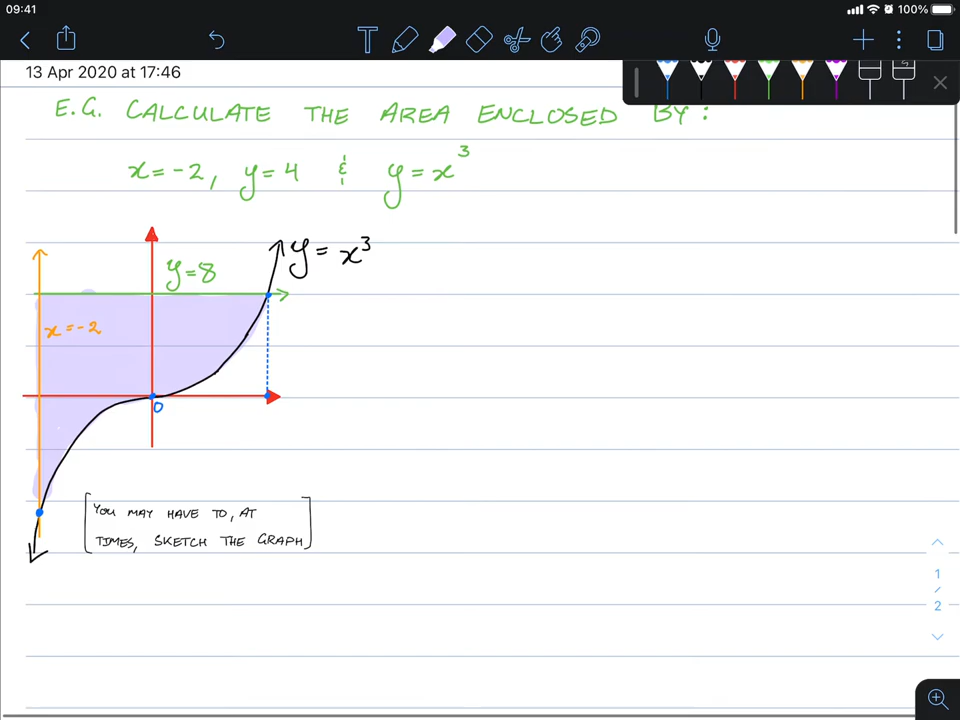 09:41
100%
13 Apr 2020 at 17:46
E.G. CALCULATE THE AREA ENCLOSED BY:
x=-2, y=4 & y=x³
y=x³
y=8
x=-2
0
[YOU MAY HAVE TO, AT
TIMES, SKETCH THE GRAPH]
1
/
2